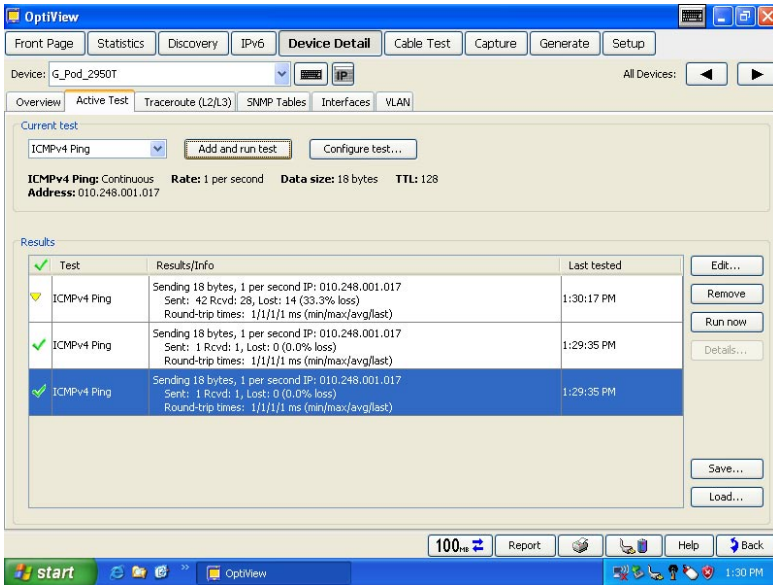 OptiView
Front Page Statistics Discovery IPv6 Device Detail Cable Test Capture Generate Setup
Device: G_Pod_2950T IP All Devices:
Overview Active Test Traceroute (L2/L3) SNMP Tables Interfaces VLAN
Current test
ICMPv4 Ping Add and run test Configure test...
ICMPv4 Ping: Continuous Rate: 1 per second Data size: 18 bytes TTL: 128
Address: 010.248.001.017
Results
Test Results/Info Last tested
Edit...
Sending 18 bytes, 1 per second IP: 010.248.001.017
ICMPv4 Ping Sent: 42 Rcvd: 28, Lost: 14 (33.3% loss) 1:30:17 PM
Round-trip times: 1/1/1/1 ms (min/max/avg/last)
Remove
Run now
Sending 18 bytes, 1 per second IP: 010.248.001.017
ICMPv4 Ping Sent: 1 Rcvd: 1, Lost: 0 (0.0% loss) 1:29:35 PM
Round-trip times: 1/1/1/1 ms (min/max/avg/last)
Details...
Sending 18 bytes, 1 per second IP: 010.248.001.017
ICMPv4 Ping Sent: 1 Rcvd: 1, Lost: 0 (0.0% loss) 1:29:35 PM
Round-trip times: 1/1/1/1 ms (min/max/avg/last)
Save...
Load...
100MB Report Help Back
start OptiView 1:30 PM